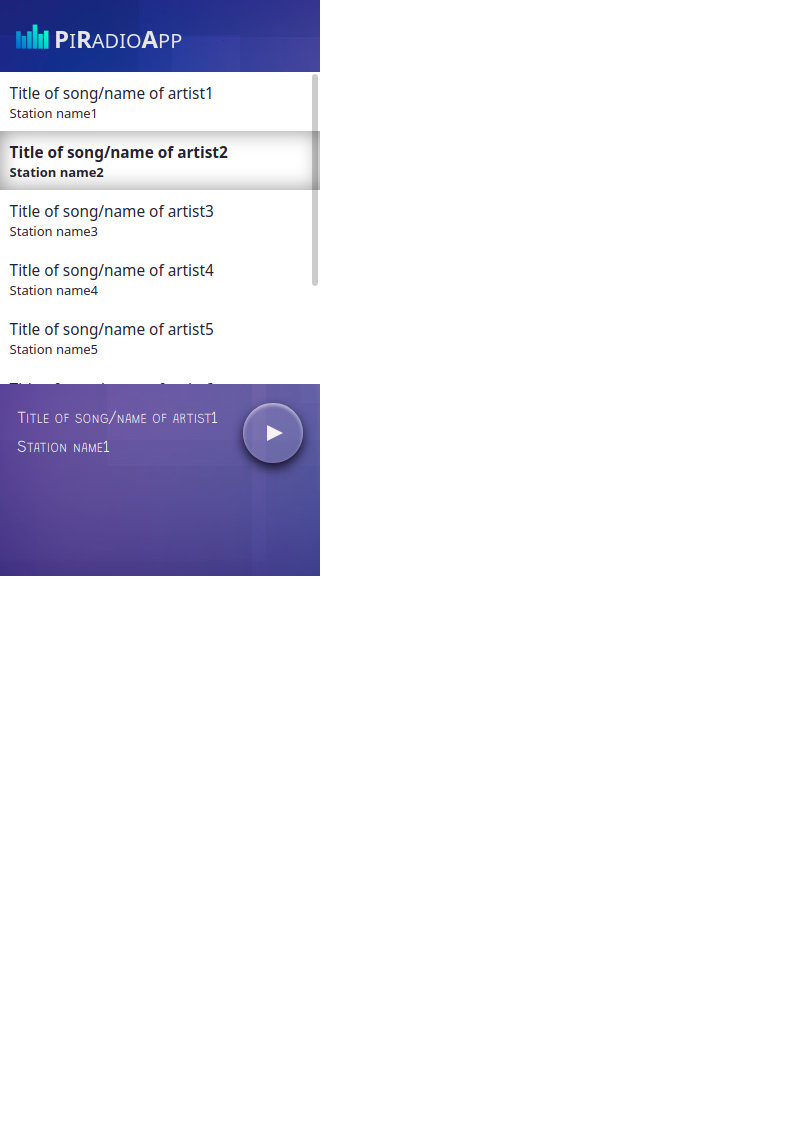 PiRadioApp
Title of song/name of artist1
Station name1
Title of song/name of artist2
Station name2
Title of song/name of artist3
Station name3
Title of song/name of artist4
Station name4
Title of song/name of artist5
Station name5
Title of song/name of artist1
Station name1